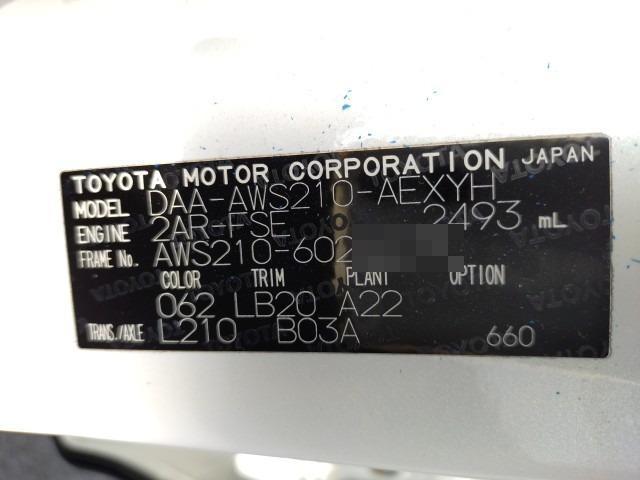 TOYOTA MOTOR CORPORATION JAPAN
MODEL DAA-AWS210-AEXYH
ENGINE 2AR-FSE 2493 mL
FRAME No. AWS210-602
COLOR TRIM PLANT OPTION
062 LB20 A22
TRANS./AXLE L210 B03A 660